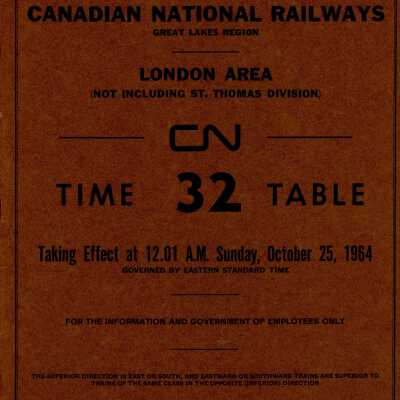 CANADIAN NATIONAL RAILWAYS
GREAT LAKES REGION
LONDON AREA
(NOT INCLUDING ST. THOMAS DIVISION)
CN
TIME 32 TABLE
Taking Effect at 12.01 A.M. Sunday, October 25, 1964
GOVERNED BY EASTERN STANDARD TIME
FOR THE INFORMATION AND GOVERNMENT OF EMPLOYEES ONLY
THE SUPERIOR DIRECTION IS EAST OR SOUTH, AND EASTWARD OR SOUTHWARD TRAINS ARE SUPERIOR TO
TRAINS OF THE SAME CLASS IN THE OPPOSITE (INFERIOR) DIRECTION